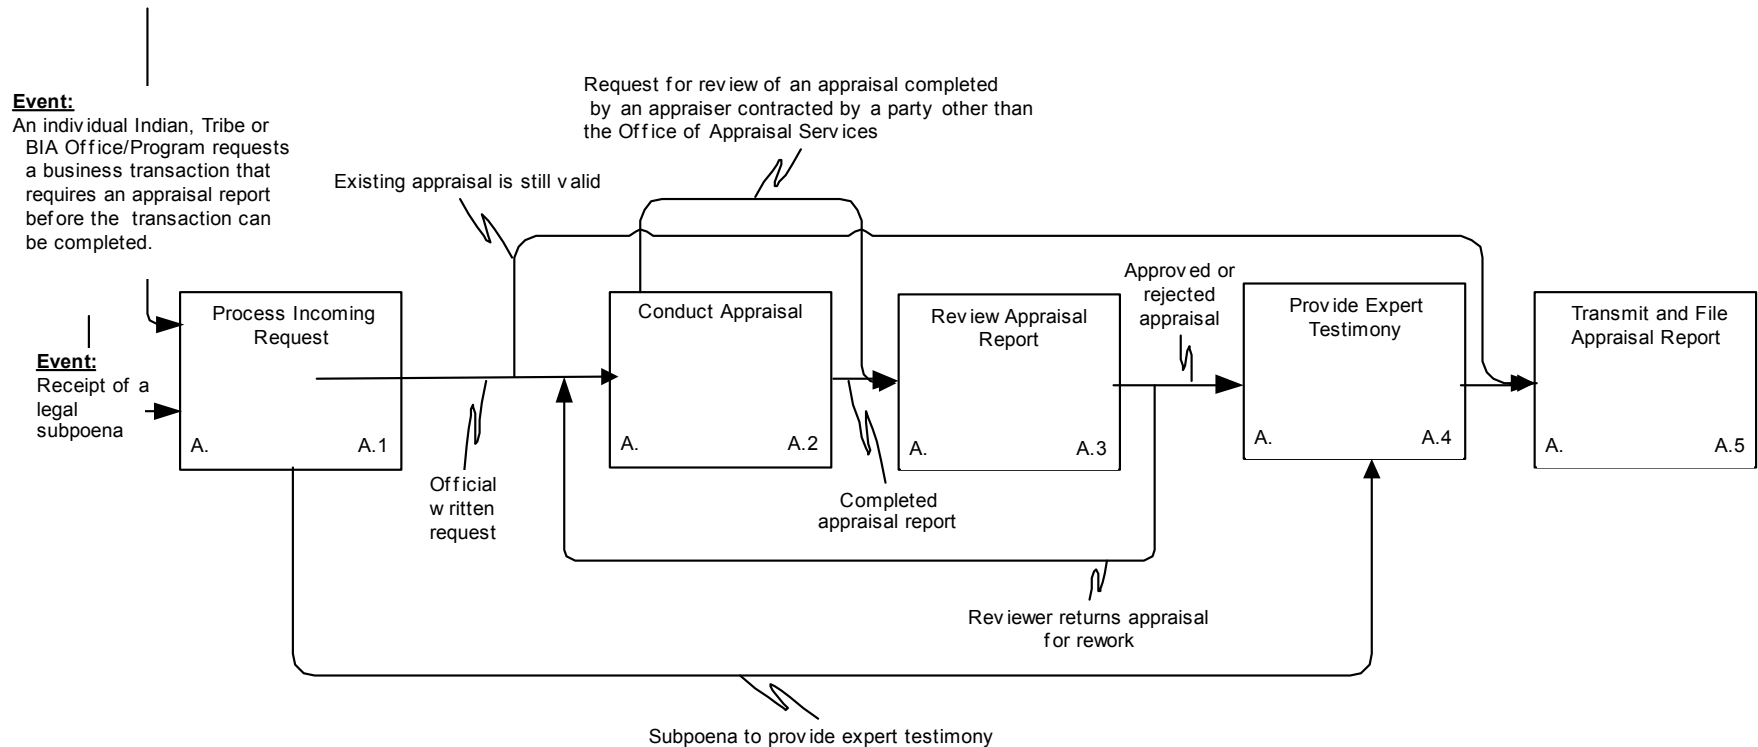 Event:
An individual Indian, Tribe or
BIA Office/Program requests
a business transaction that
requires an appraisal report
before the transaction can
be completed.
Event:
Receipt of a
legal
subpoena
Request for review of an appraisal completed
by an appraiser contracted by a party other than
the Office of Appraisal Services
Existing appraisal is still valid
Process Incoming
Request
A.
A.1
Official
written
request
Conduct Appraisal
A.
A.2
Completed
appraisal report
Review Appraisal
Report
A.
A.3
Approved or
rejected
appraisal
Provide Expert
Testimony
A.
A.4
Transmit and File
Appraisal Report
A.
A.5
Reviewer returns appraisal
for rework
Subpoena to provide expert testimony